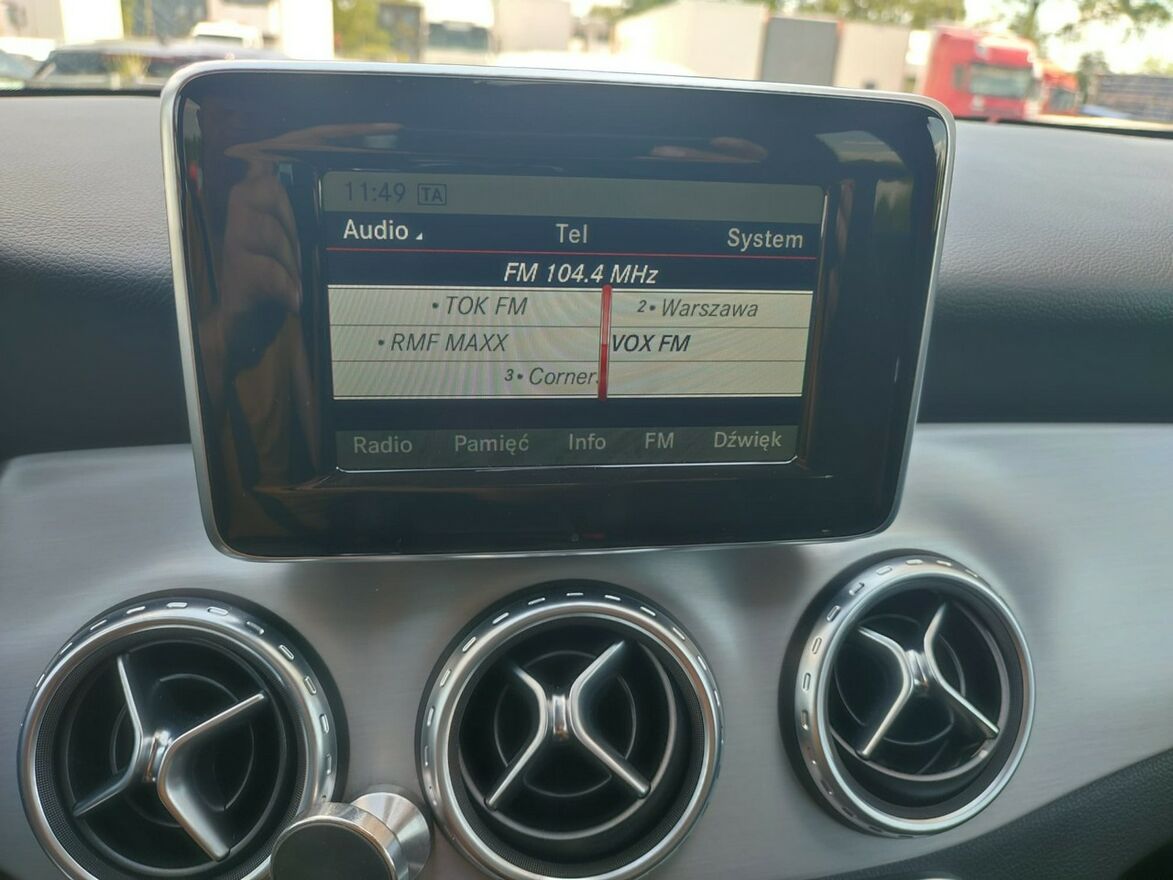 11:49 TA
Audio Tel System
FM 104.4 MHz
• TOK FM 2• Warszawa
• RMF MAXX VOX FM
3• Corner
Radio Pamięć Info FM Dźwięk